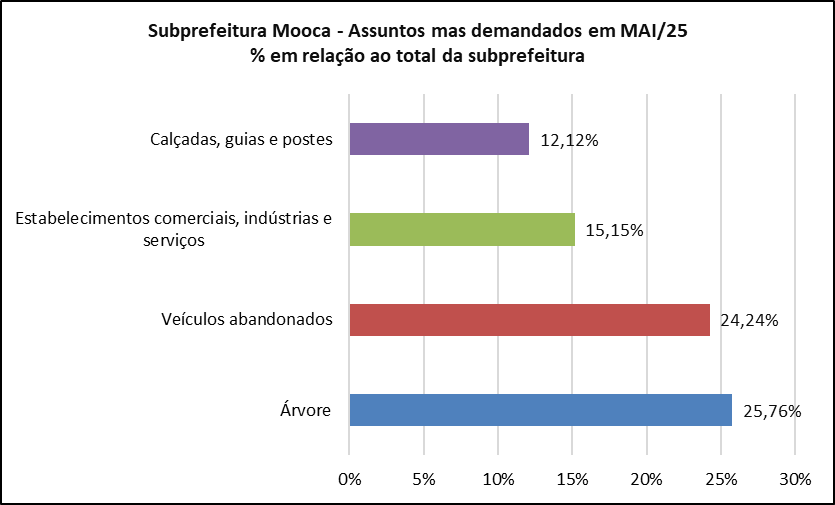 Subprefeitura Mooca - Assuntos mas demandados em MAI/25
% em relação ao total da subprefeitura
Calçadas, guias e postes
12,12%
Estabelecimentos comerciais, indústrias e
serviços
15,15%
Veículos abandonados
24,24%
Árvore
25,76%
0% 5% 10% 15% 20% 25% 30%